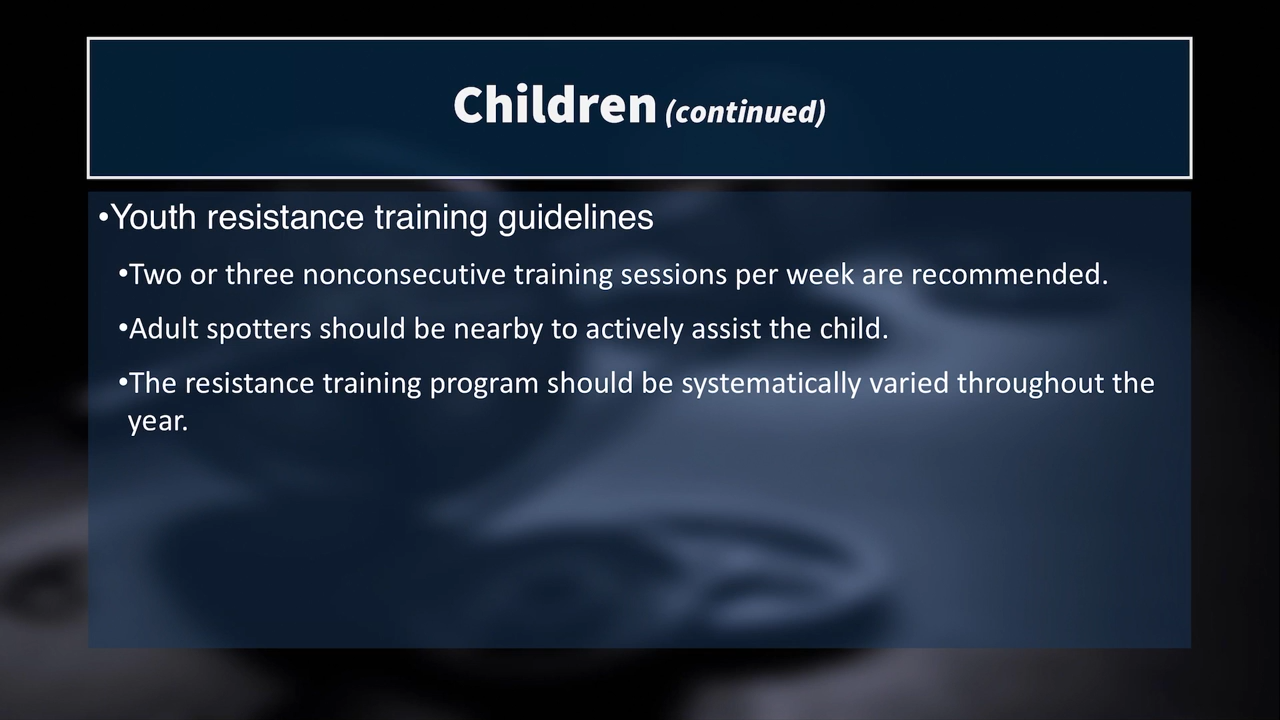 Children (continued)
•Youth resistance training guidelines
•Two or three nonconsecutive training sessions per week are recommended.
•Adult spotters should be nearby to actively assist the child.
•The resistance training program should be systematically varied throughout the
year.